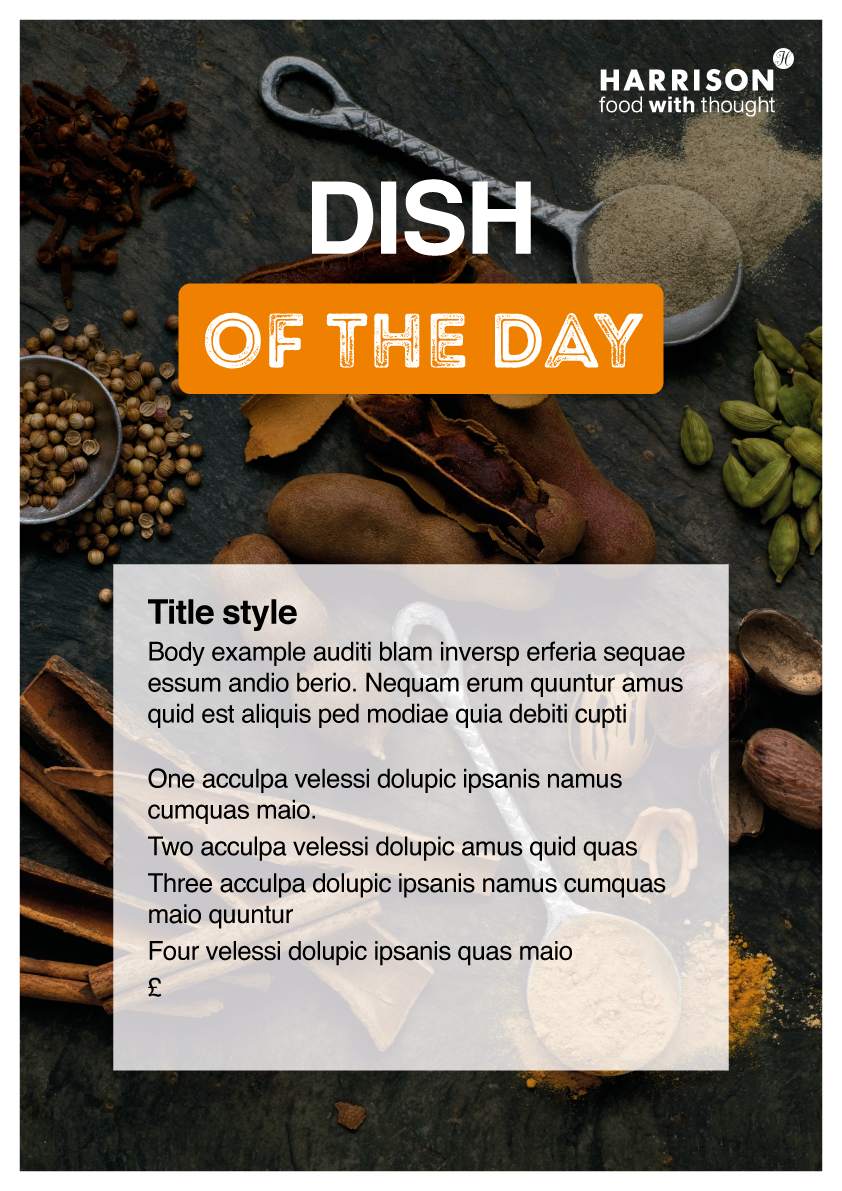 H
HARRISON
food with thought
DISH
OF THE DAY
Title style
Body example auditi blam inversp erferia sequae
essum andio berio. Nequam erum quuntur amus
quid est aliquis ped modiae quia debiti cupti
One acculpa velessi dolupic ipsanis namus
cumquas maio.
Two acculpa velessi dolupic amus quid quas
Three acculpa dolupic ipsanis namus cumquas
maio quuntur
Four velessi dolupic ipsanis quas maio
£